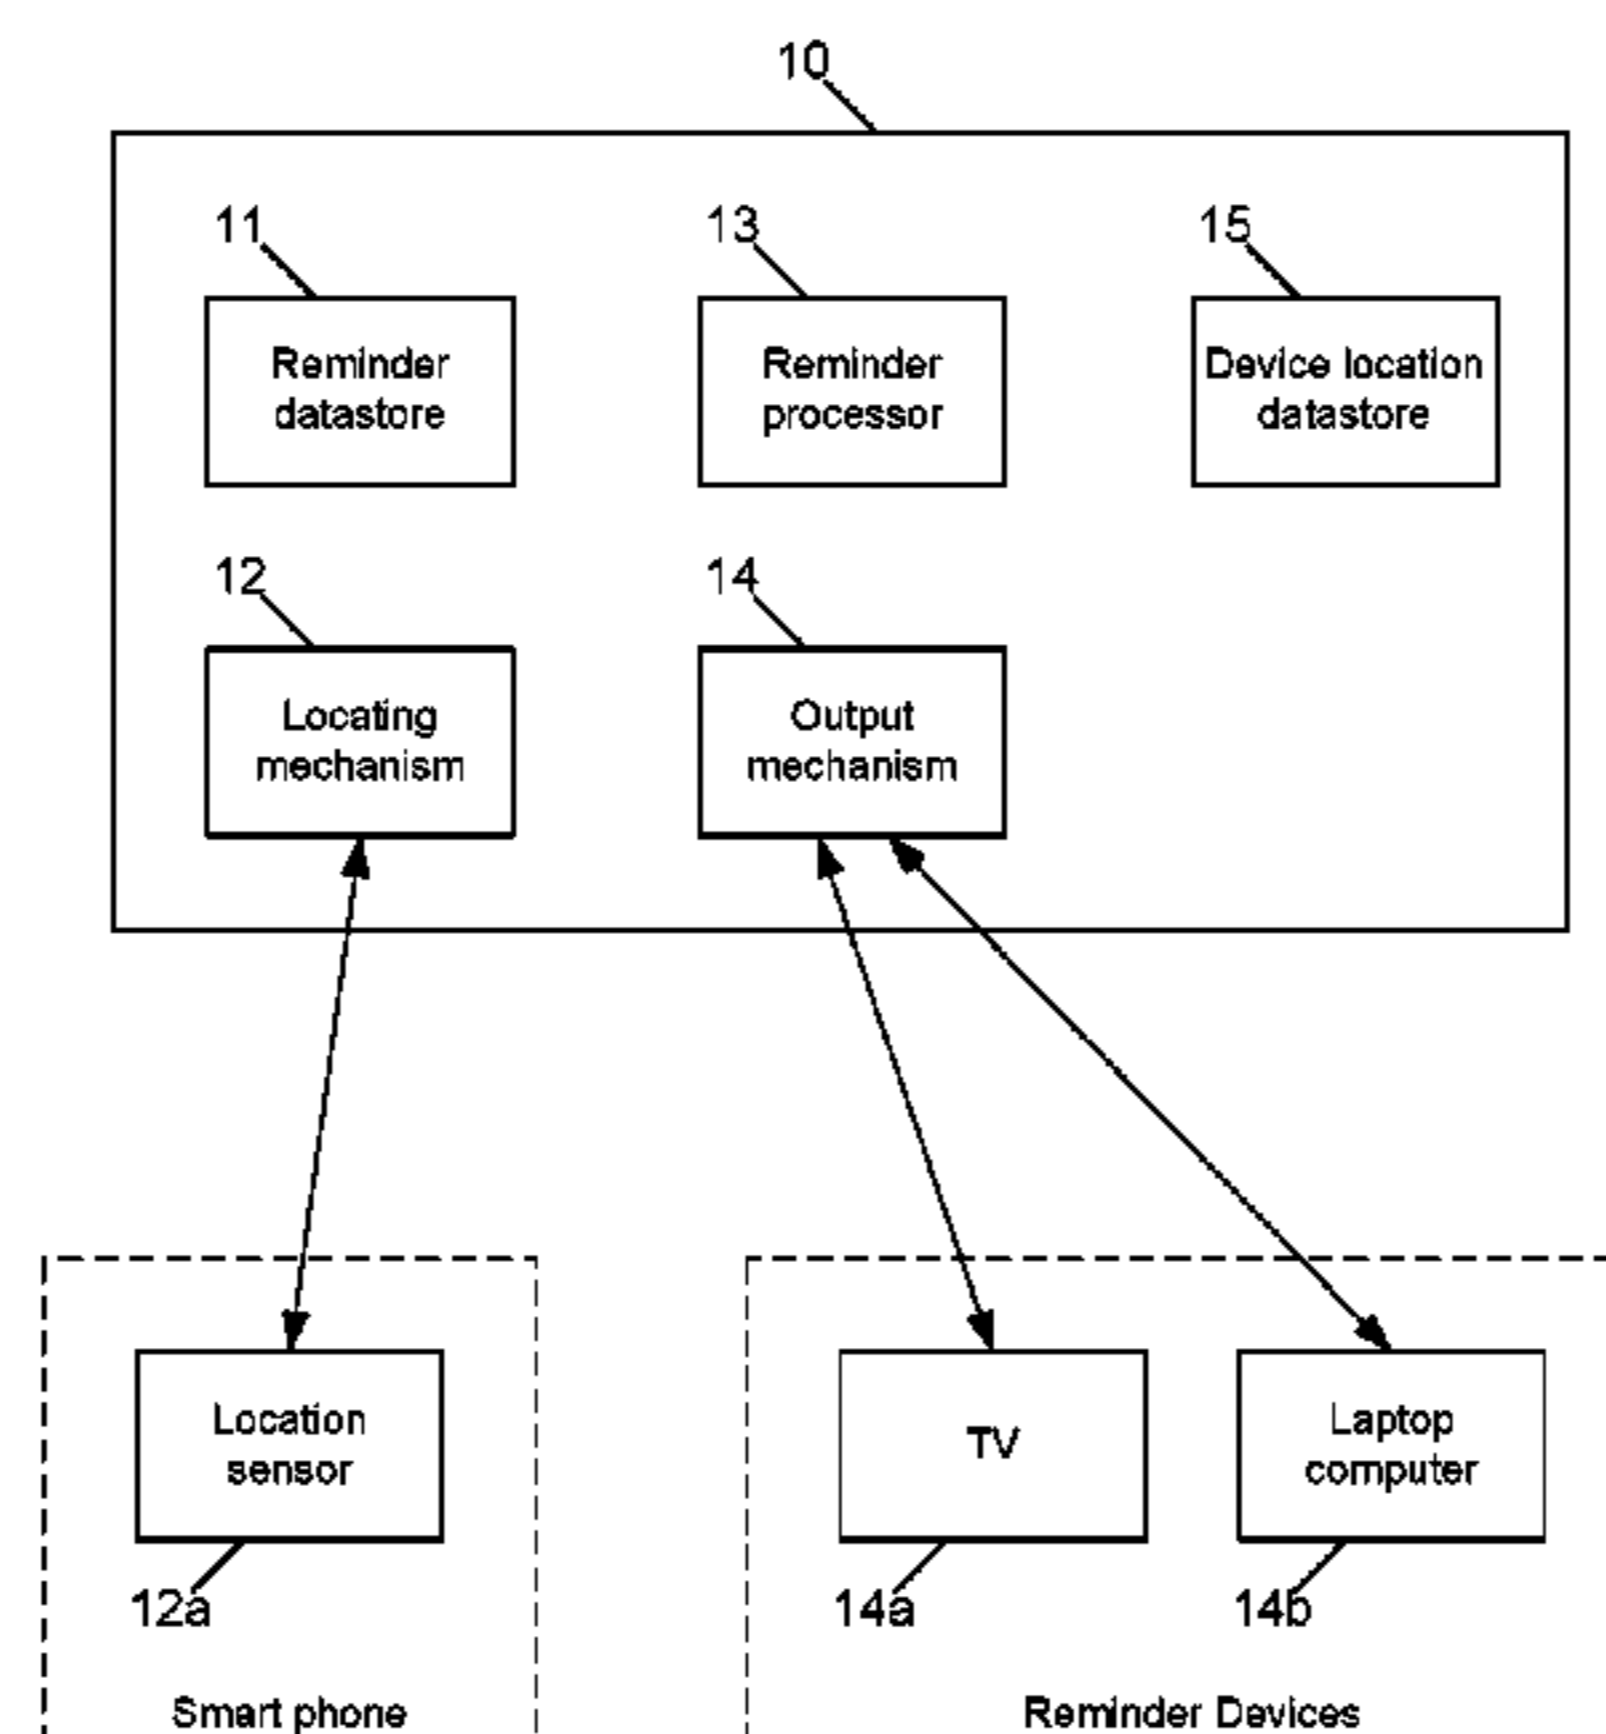 10
11
13
15
Reminder
datastore
Reminder
processor
Device location
datastore
12
14
Locating
mechanism
Output
mechanism
Location
sensor
TV
Laptop
computer
12a
14a
14b
Smart phone
Reminder Devices